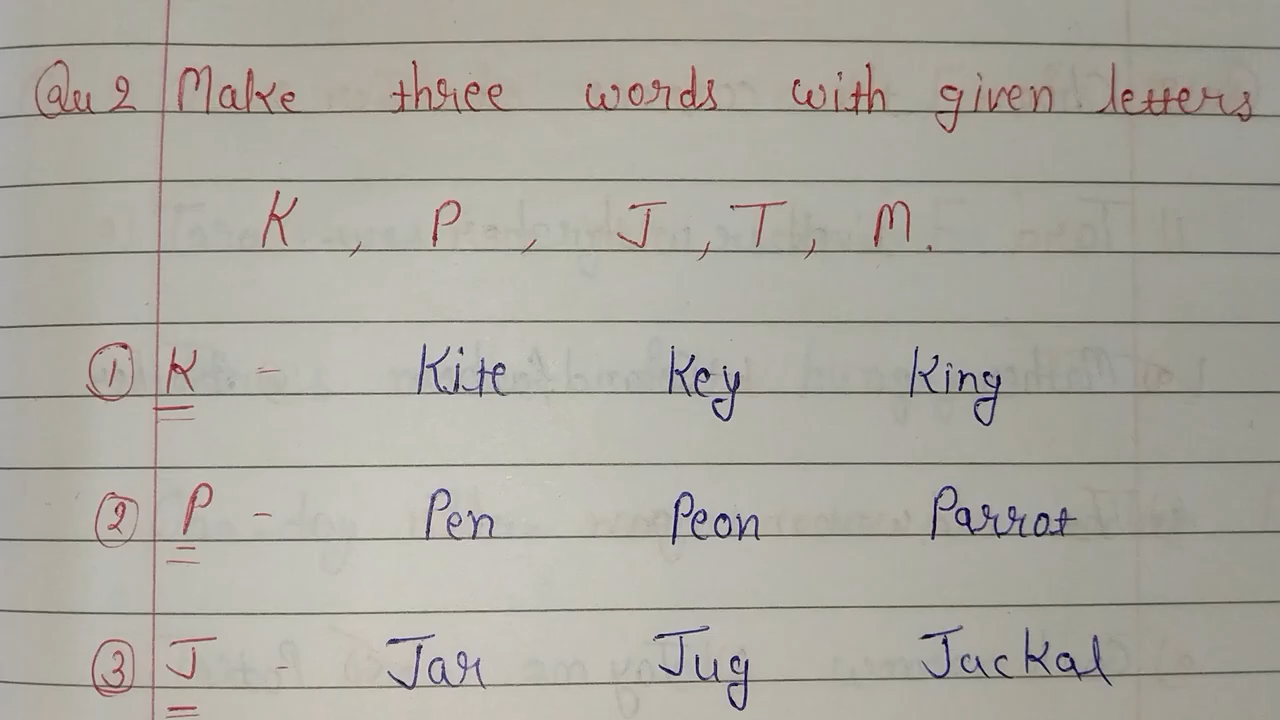 Qu 2 Make three words with given letters
K , P , J , T , M .
① K - Kite Key King
② P - Pen Peon Parrot
③ J - Jar Jug Jackal